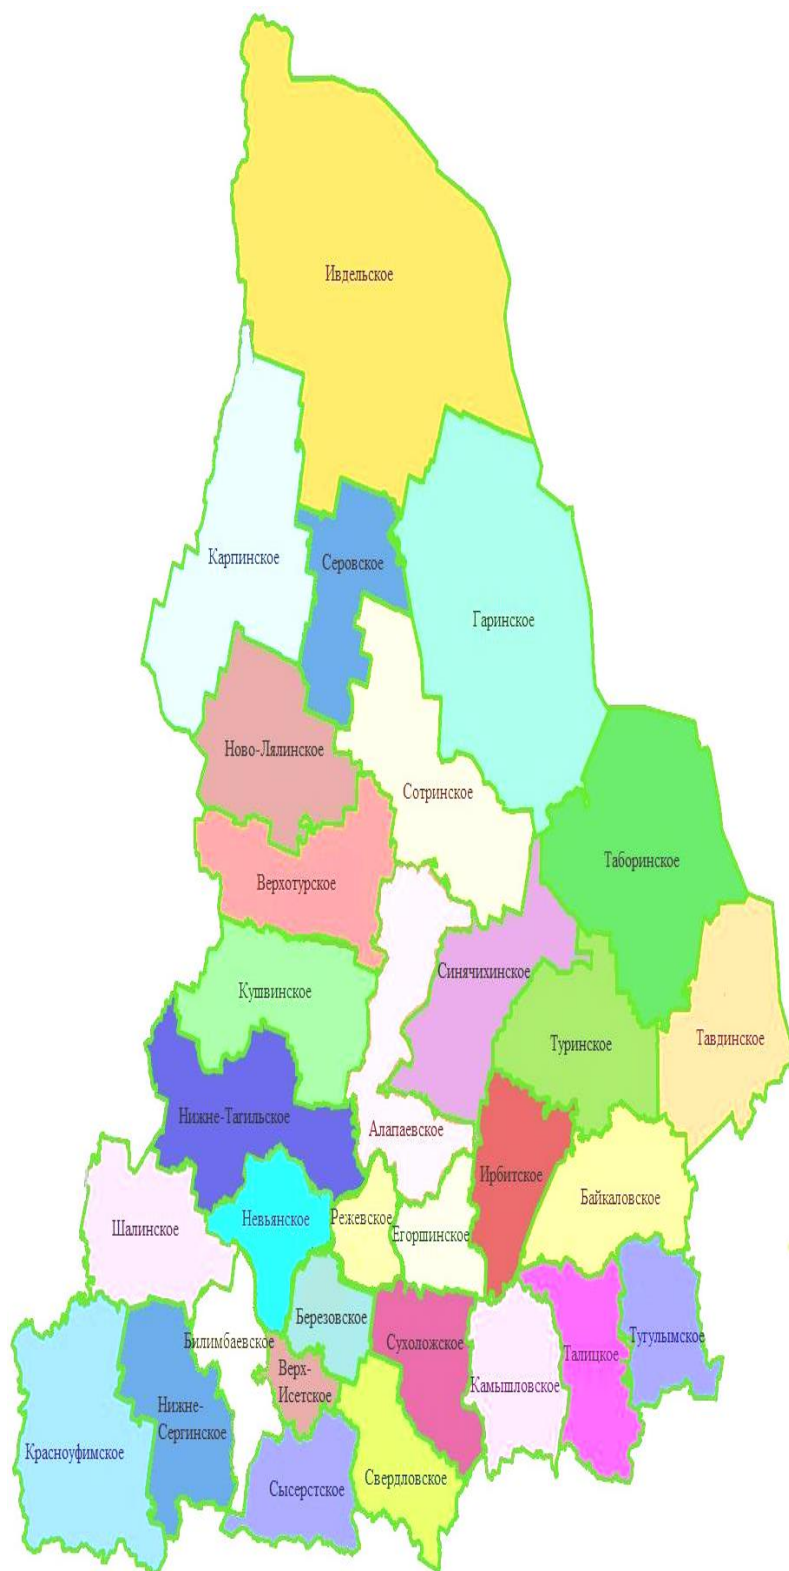 Ивдельское
Карпинское
Серовское
Гаринское
Ново-Лялинское
Сотринское
Таборинское
Верхотурское
Синячихинское
Кушвинское
Туринское
Тавдинское
Нижне-Тагильское
Алапаевское
Ирбитское
Байкаловское
Шалинское
Невьянское
Режевское
Егоршинское
Билимбаевское
Березовское
Сухоложское
Тугулымское
Талицкое
Верх-
Исетское
Камышловское
Нижне-
Сергинское
Красноуфимское
Сысерстское
Свердловское